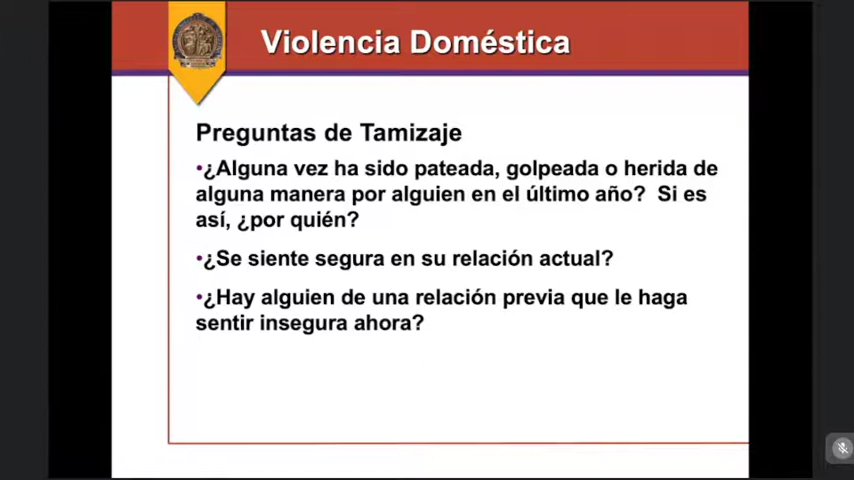 Violencia Doméstica
Preguntas de Tamizaje
•¿Alguna vez ha sido pateada, golpeada o herida de
alguna manera por alguien en el último año?  Si es
así, ¿por quién?
•¿Se siente segura en su relación actual?
•¿Hay alguien de una relación previa que le haga
sentir insegura ahora?